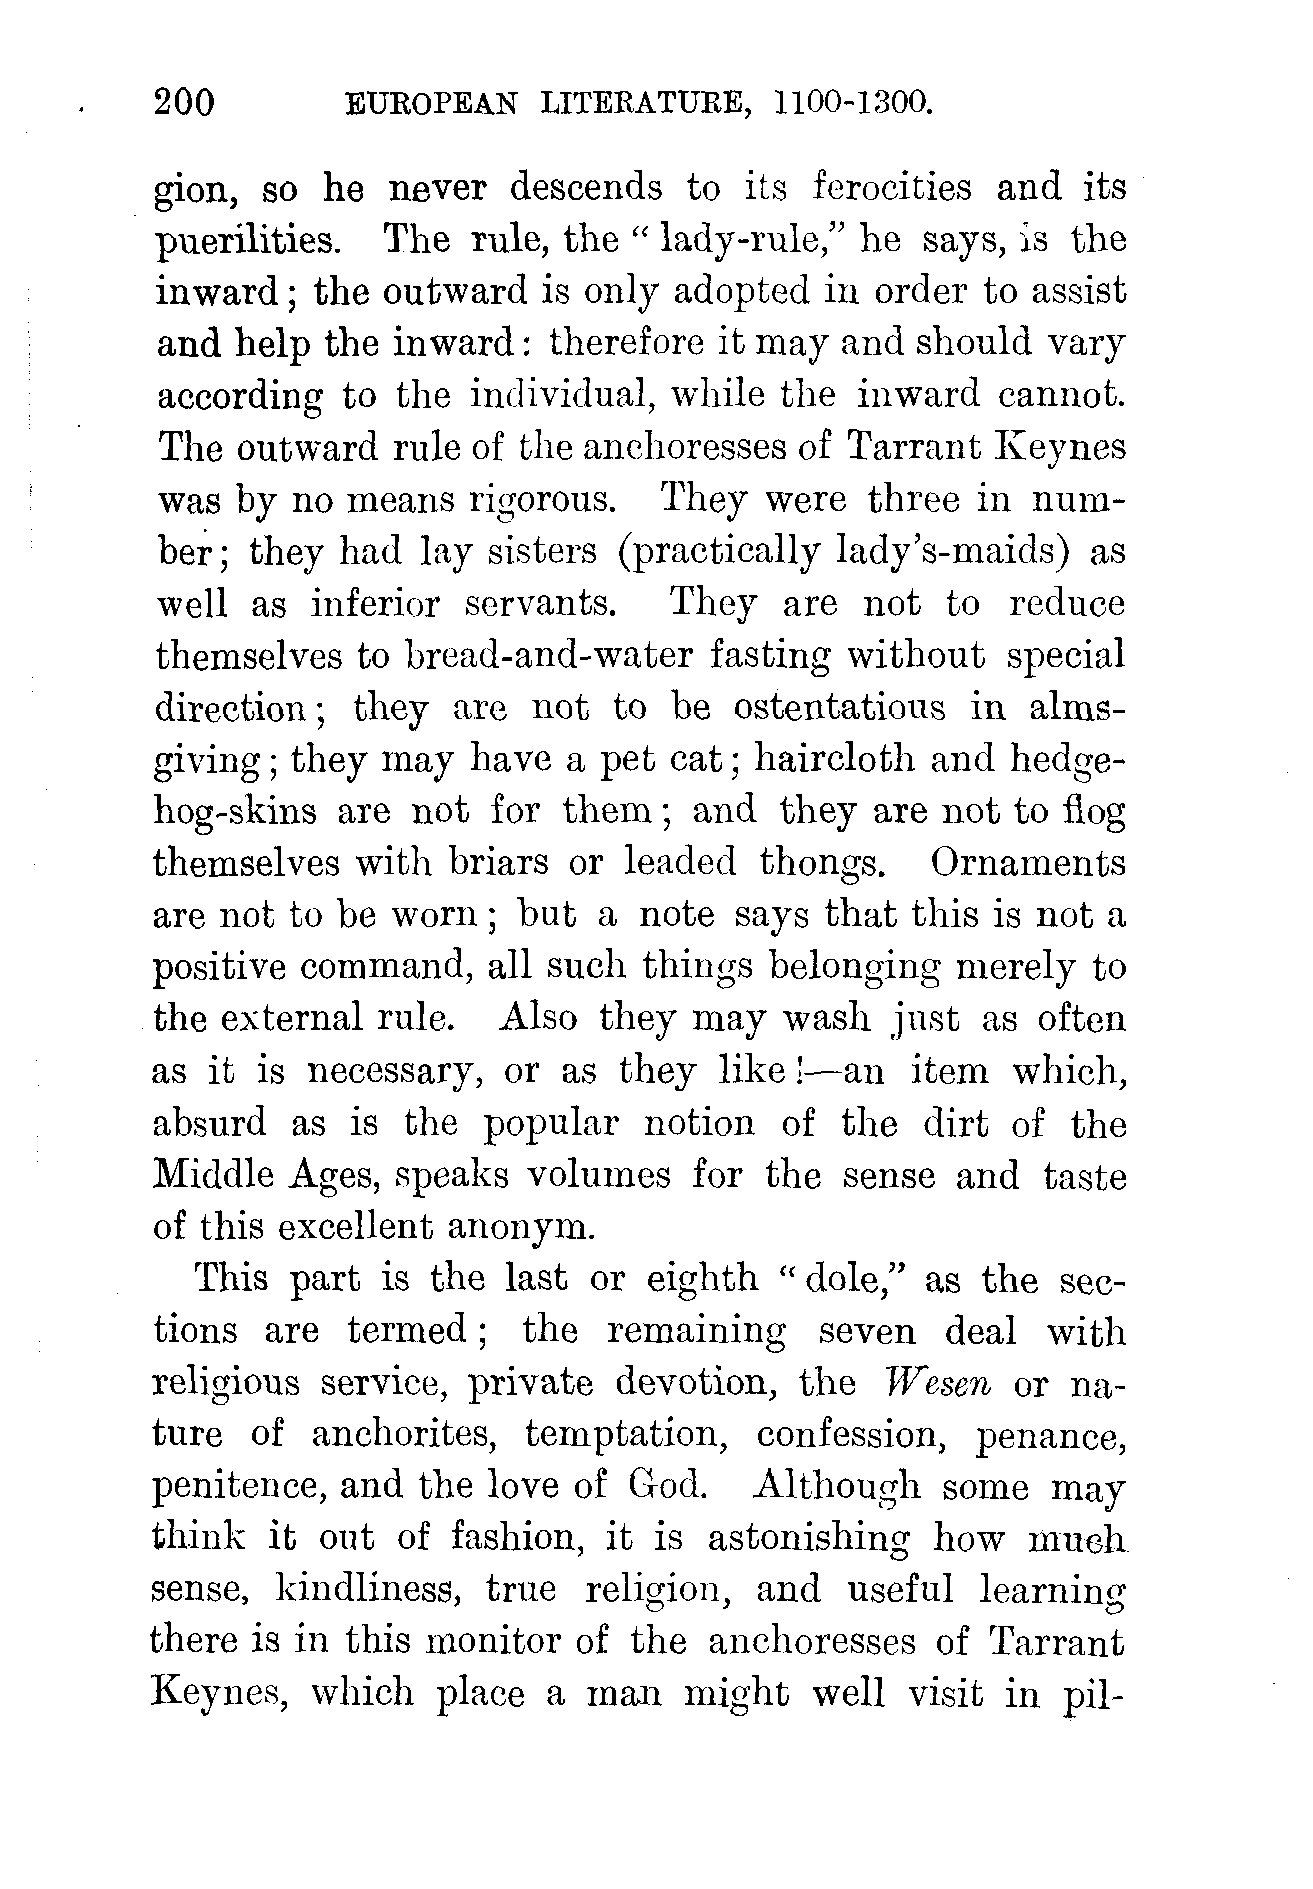 200 EUROPEAN LITERATURE, 1100-1300.
gion, so he never descends to its ferocities and its
puerilities. The rule, the “ lady-rule,” he says, is the
inward ; the outward is only adopted in order to assist
and help the inward : therefore it may and should vary
according to the individual, while the inward cannot.
The outward rule of the anchoresses of Tarrant Keynes
was by no means rigorous. They were three in num-
ber ; they had lay sisters (practically lady's-maids) as
well as inferior servants. They are not to reduce
themselves to bread-and-water fasting without special
direction ; they are not to be ostentatious in alms-
giving ; they may have a pet cat ; haircloth and hedge-
hog-skins are not for them ; and they are not to flog
themselves with briars or leaded thongs. Ornaments
are not to be worn ; but a note says that this is not a
positive command, all such things belonging merely to
the external rule. Also they may wash just as often
as it is necessary, or as they like !—an item which,
absurd as is the popular notion of the dirt of the
Middle Ages, speaks volumes for the sense and taste
of this excellent anonym.
This part is the last or eighth “ dole,” as the sec-
tions are termed ; the remaining seven deal with
religious service, private devotion, the Wesen or na-
ture of anchorites, temptation, confession, penance,
penitence, and the love of God. Although some may
think it out of fashion, it is astonishing how much
sense, kindliness, true religion, and useful learning
there is in this monitor of the anchoresses of Tarrant
Keynes, which place a man might well visit in pil-